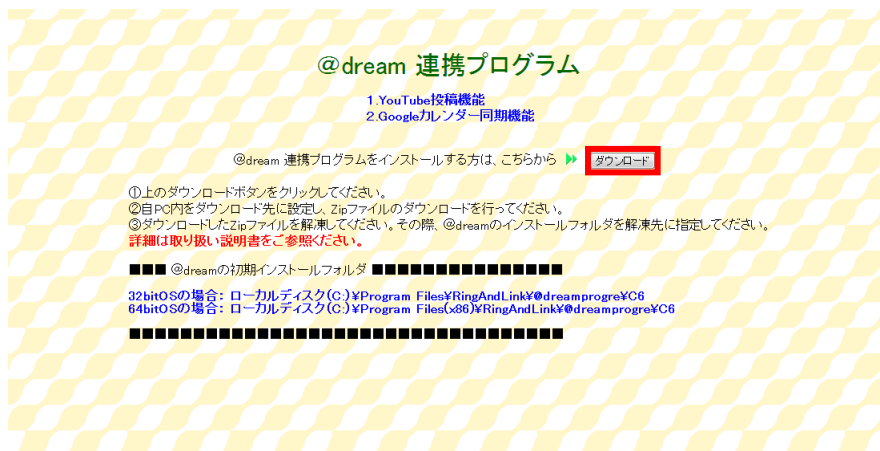 @dream 連携プログラム
1.YouTube投稿機能
2.Googleカレンダー同期機能
@dream 連携プログラムをインストールする方は、こちらから ダウンロード
①上のダウンロードボタンをクリックしてください。
②自PC内をダウンロード先に設定し、Zipファイルのダウンロードを行ってください。
③ダウンロードしたZipファイルを解凍してください。その際、@dreamのインストールフォルダを解凍先に指定してください。
詳細は取り扱い説明書をご参照ください。
■■■ @dreamの初期インストールフォルダ ■■■■■■■■■■■■■■■
32bitOSの場合: ローカルディスク(C:)¥Program Files¥RingAndLink¥@dreamprogre¥C6
64bitOSの場合: ローカルディスク(C:)¥Program Files(x86)¥RingAndLink¥@dreamprogre¥C6
■■■■■■■■■■■■■■■■■■■■■■■■■■■■■■■■■■